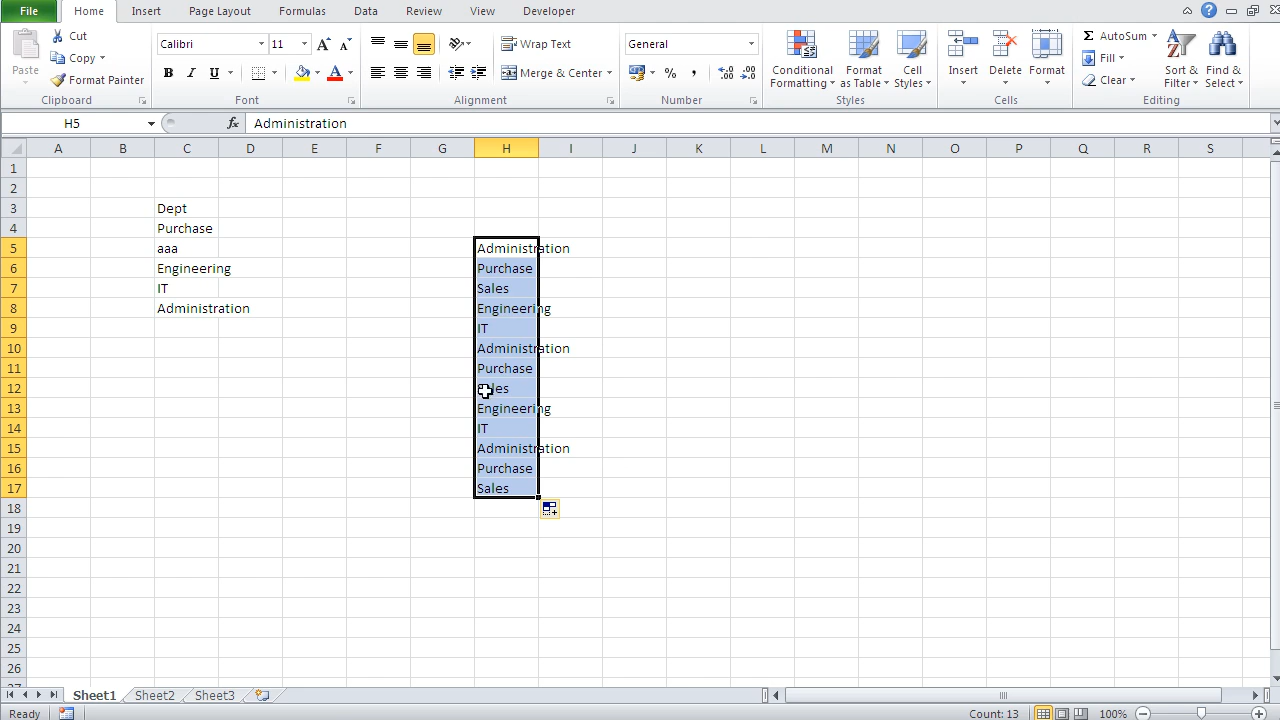 File Home Insert Page Layout Formulas Data Review View Developer
Cut Calibri 11 Wrap Text General AutoSum
Paste Copy Fill
Format Painter B I U Merge & Center % , Conditional Formatting Format as Table Cell Styles Insert Delete Format Clear Sort & Filter Find & Select
Clipboard Font Alignment Number Styles Cells Editing
H5 fx Administration
A B C D E F G H I J K L M N O P Q R S
1
2
3 Dept
4 Purchase
5 aaa Administration
6 Engineering Purchase
7 IT Sales
8 Administration Engineering
9 IT
10 Administration
11 Purchase
12 Sales
13 Engineering
14 IT
15 Administration
16 Purchase
17 Sales
18
19
20
21
22
23
24
25
26
27
Sheet1 Sheet2 Sheet3
Ready Count: 13 100%